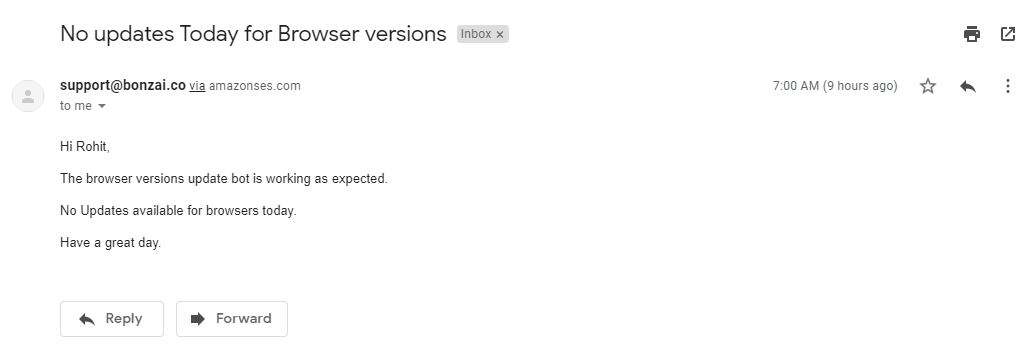 No updates Today for Browser versions Inbox ×
support@bonzai.co via amazonses.com 7:00 AM (9 hours ago)
to me
Hi Rohit,
The browser versions update bot is working as expected.
No Updates available for browsers today.
Have a great day.
Reply Forward